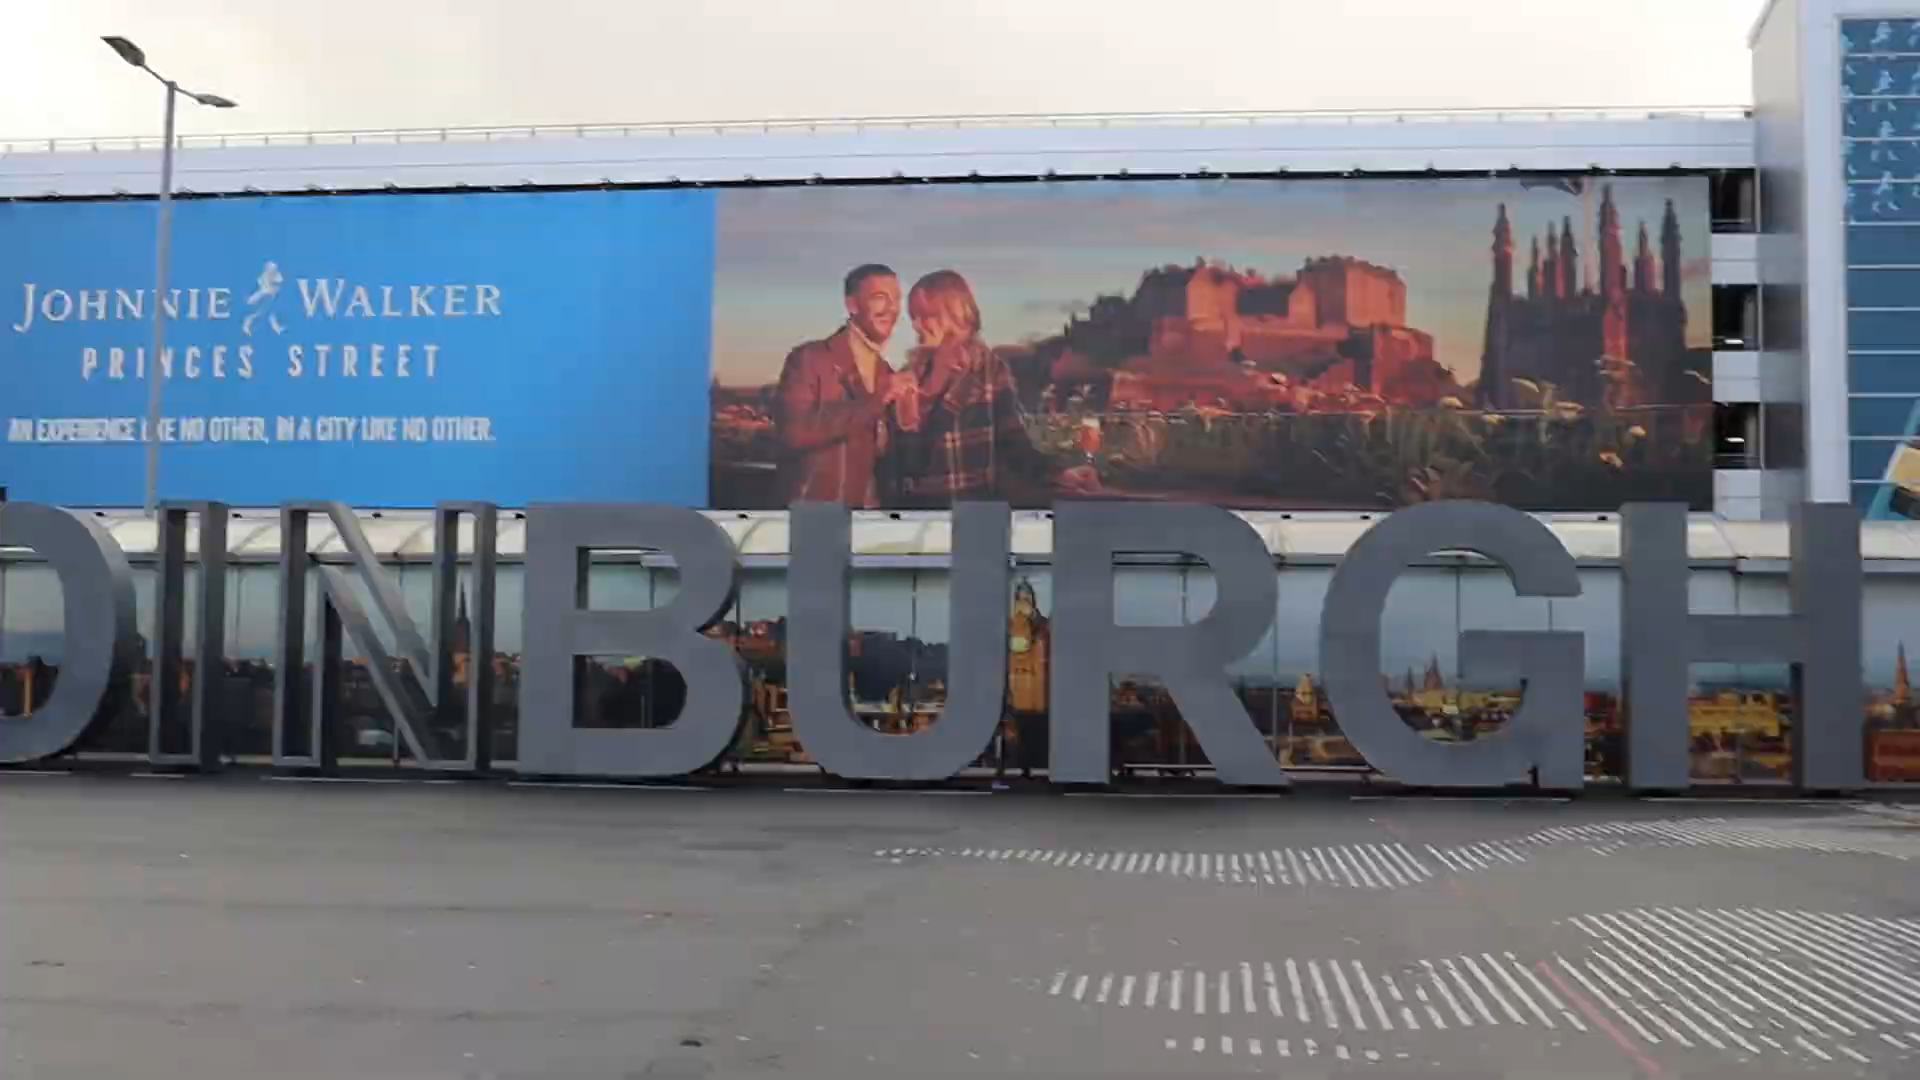 JOHNNIE WALKER
PRINCES STREET
AN EXPERIENCE LIKE NO OTHER, IN A CITY LIKE NO OTHER.
DINBURGH